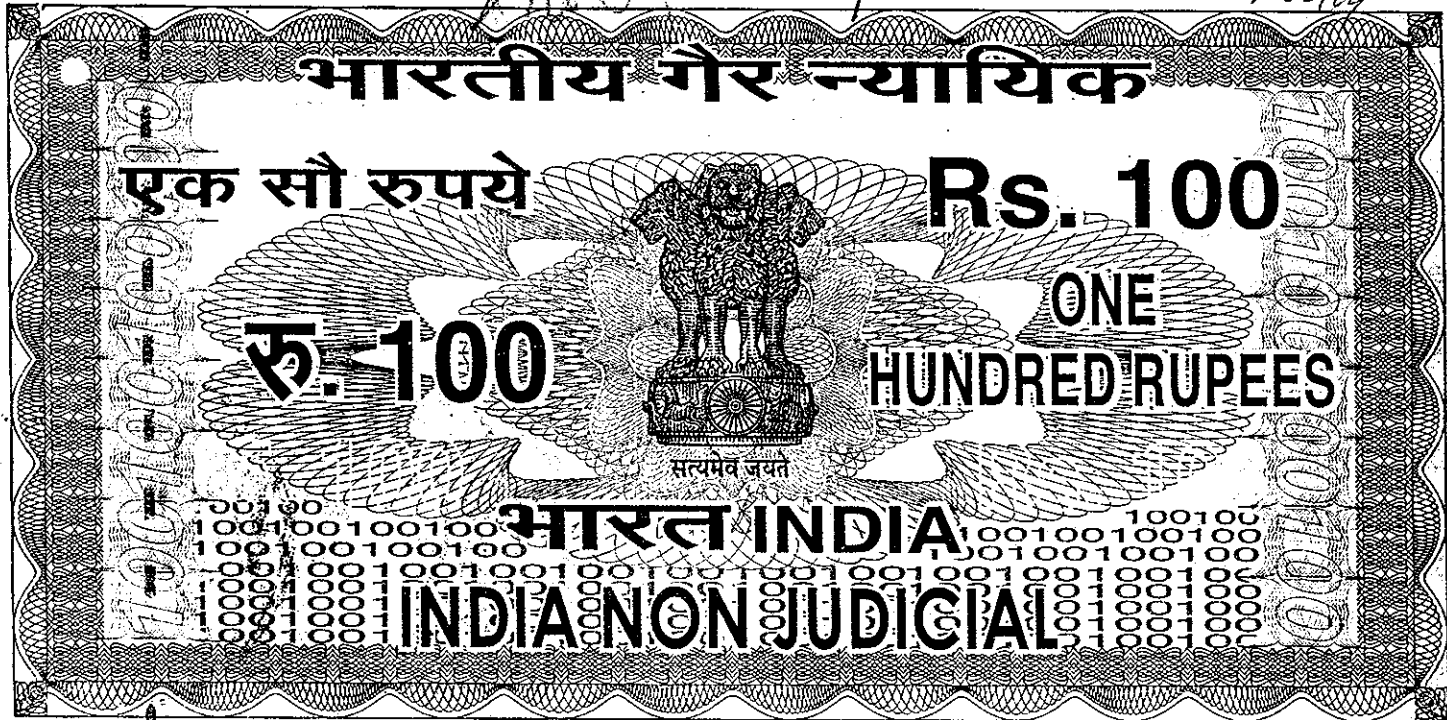 भारतीय गैर न्यायिक
एक सौ रुपये
Rs. 100
रु. 100
ONE
HUNDRED RUPEES
सत्यमेव जयते
भारत INDIA
INDIA NON JUDICIAL